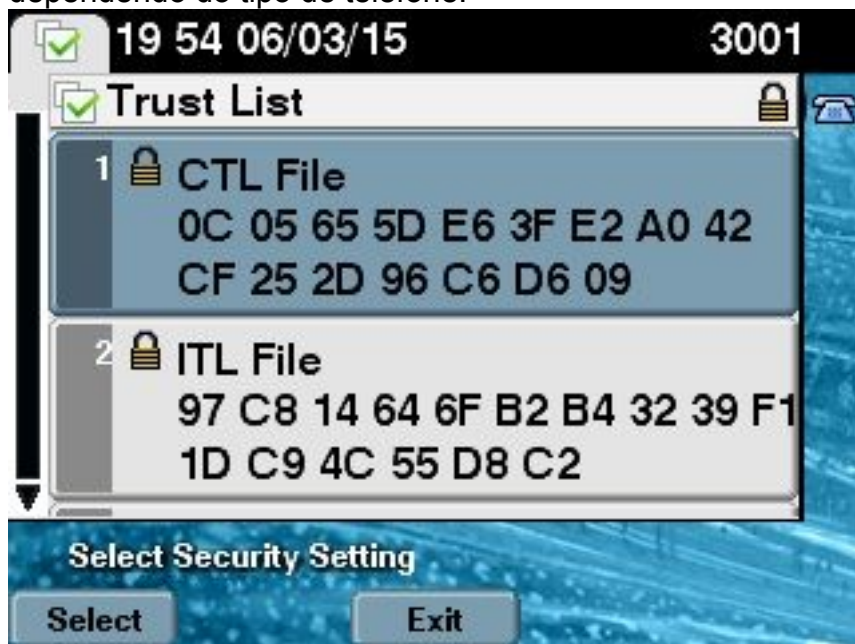 19 54 06/03/15 3001
Trust List
1 CTL File
0C 05 65 5D E6 3F E2 A0 42
CF 25 2D 96 C6 D6 09
2 ITL File
97 C8 14 64 6F B2 B4 32 39 F1
1D C9 4C 55 D8 C2
Select Security Setting
Select Exit